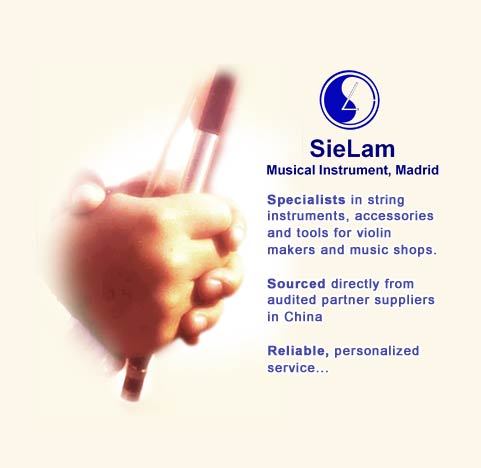 SieLam
Musical Instrument, Madrid
Specialists in string
instruments, accessories
and tools for violin
makers and music shops.
Sourced directly from
audited partner suppliers
in China
Reliable, personalized
service...